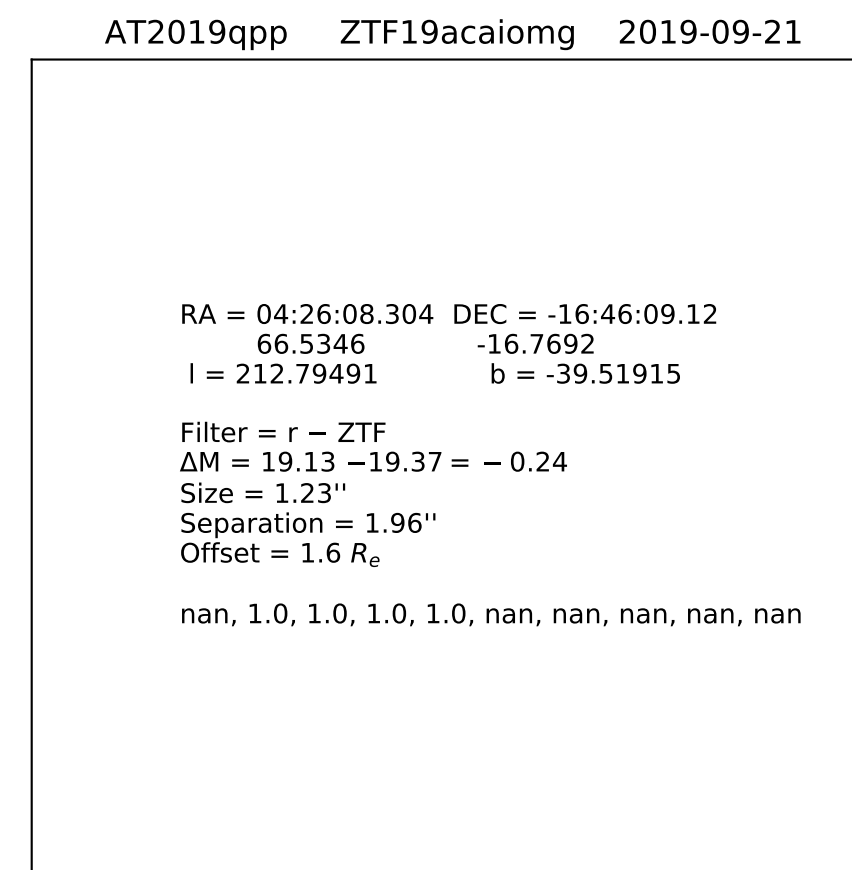 AT2019qpp ZTF19acaiomg 2019-09-21
RA = 04:26:08.304 DEC = -16:46:09.12
66.5346 -16.7692
l = 212.79491 b = -39.51915
Filter = r − ZTF
ΔM = 19.13 −19.37 = − 0.24
Size = 1.23''
Separation = 1.96''
Offset = 1.6 Rₑ
nan, 1.0, 1.0, 1.0, 1.0, nan, nan, nan, nan, nan